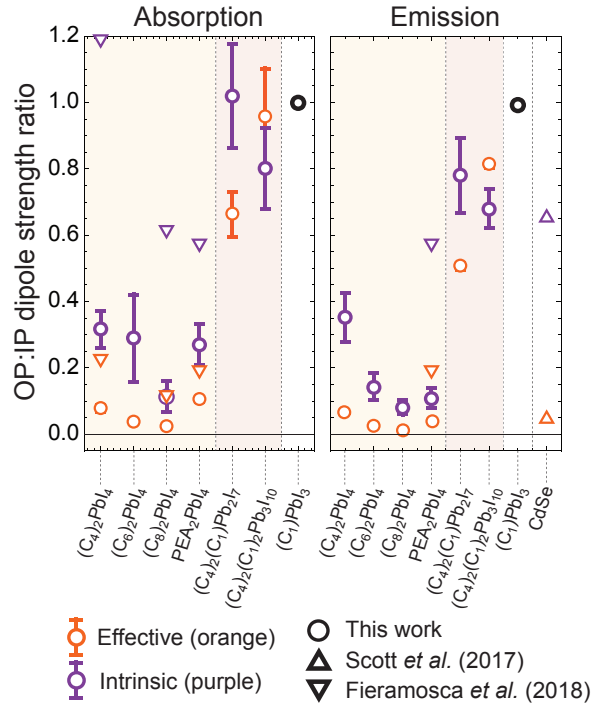 Absorption
Emission
OP:IP dipole strength ratio
1.2
1.0
0.8
0.6
0.4
0.2
0.0
(C₄)₂PbI₄
(C₆)₂PbI₄
(C₈)₂PbI₄
PEA₂PbI₄
(C₄)₂(C₁)Pb₂I₇
(C₄)₂(C₁)₂Pb₃I₁₀
(C₁)PbI₃
(C₄)₂PbI₄
(C₆)₂PbI₄
(C₈)₂PbI₄
PEA₂PbI₄
(C₄)₂(C₁)Pb₂I₇
(C₄)₂(C₁)₂Pb₃I₁₀
(C₁)PbI₃
CdSe
Effective (orange)
Intrinsic (purple)
This work
Scott et al. (2017)
Fieramosca et al. (2018)